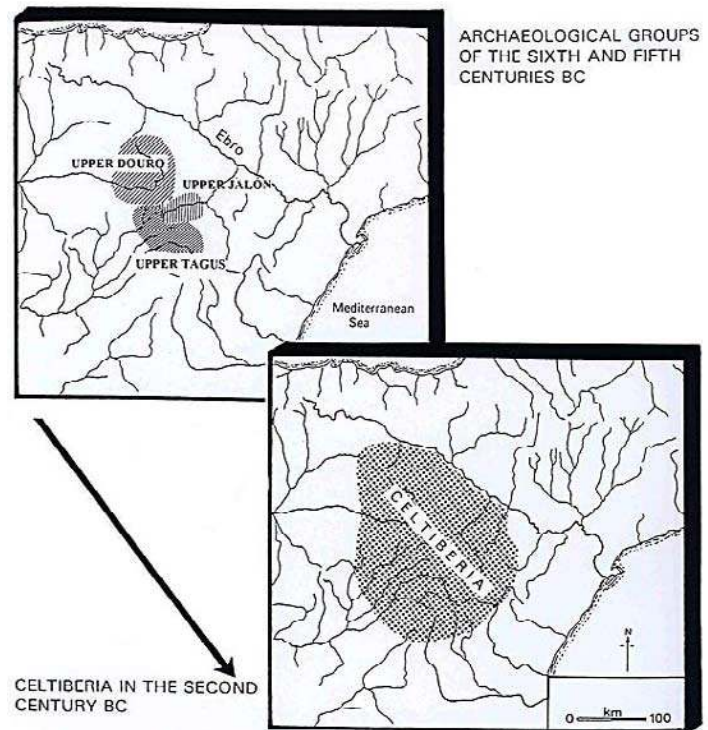 ARCHAEOLOGICAL GROUPS
OF THE SIXTH AND FIFTH
CENTURIES BC
Ebro
UPPER DOURO
UPPER JALÓN
UPPER TAGUS
Mediterranean
Sea
CELTIBERIA
N
CELTIBERIA IN THE SECOND
CENTURY BC
km
0 100